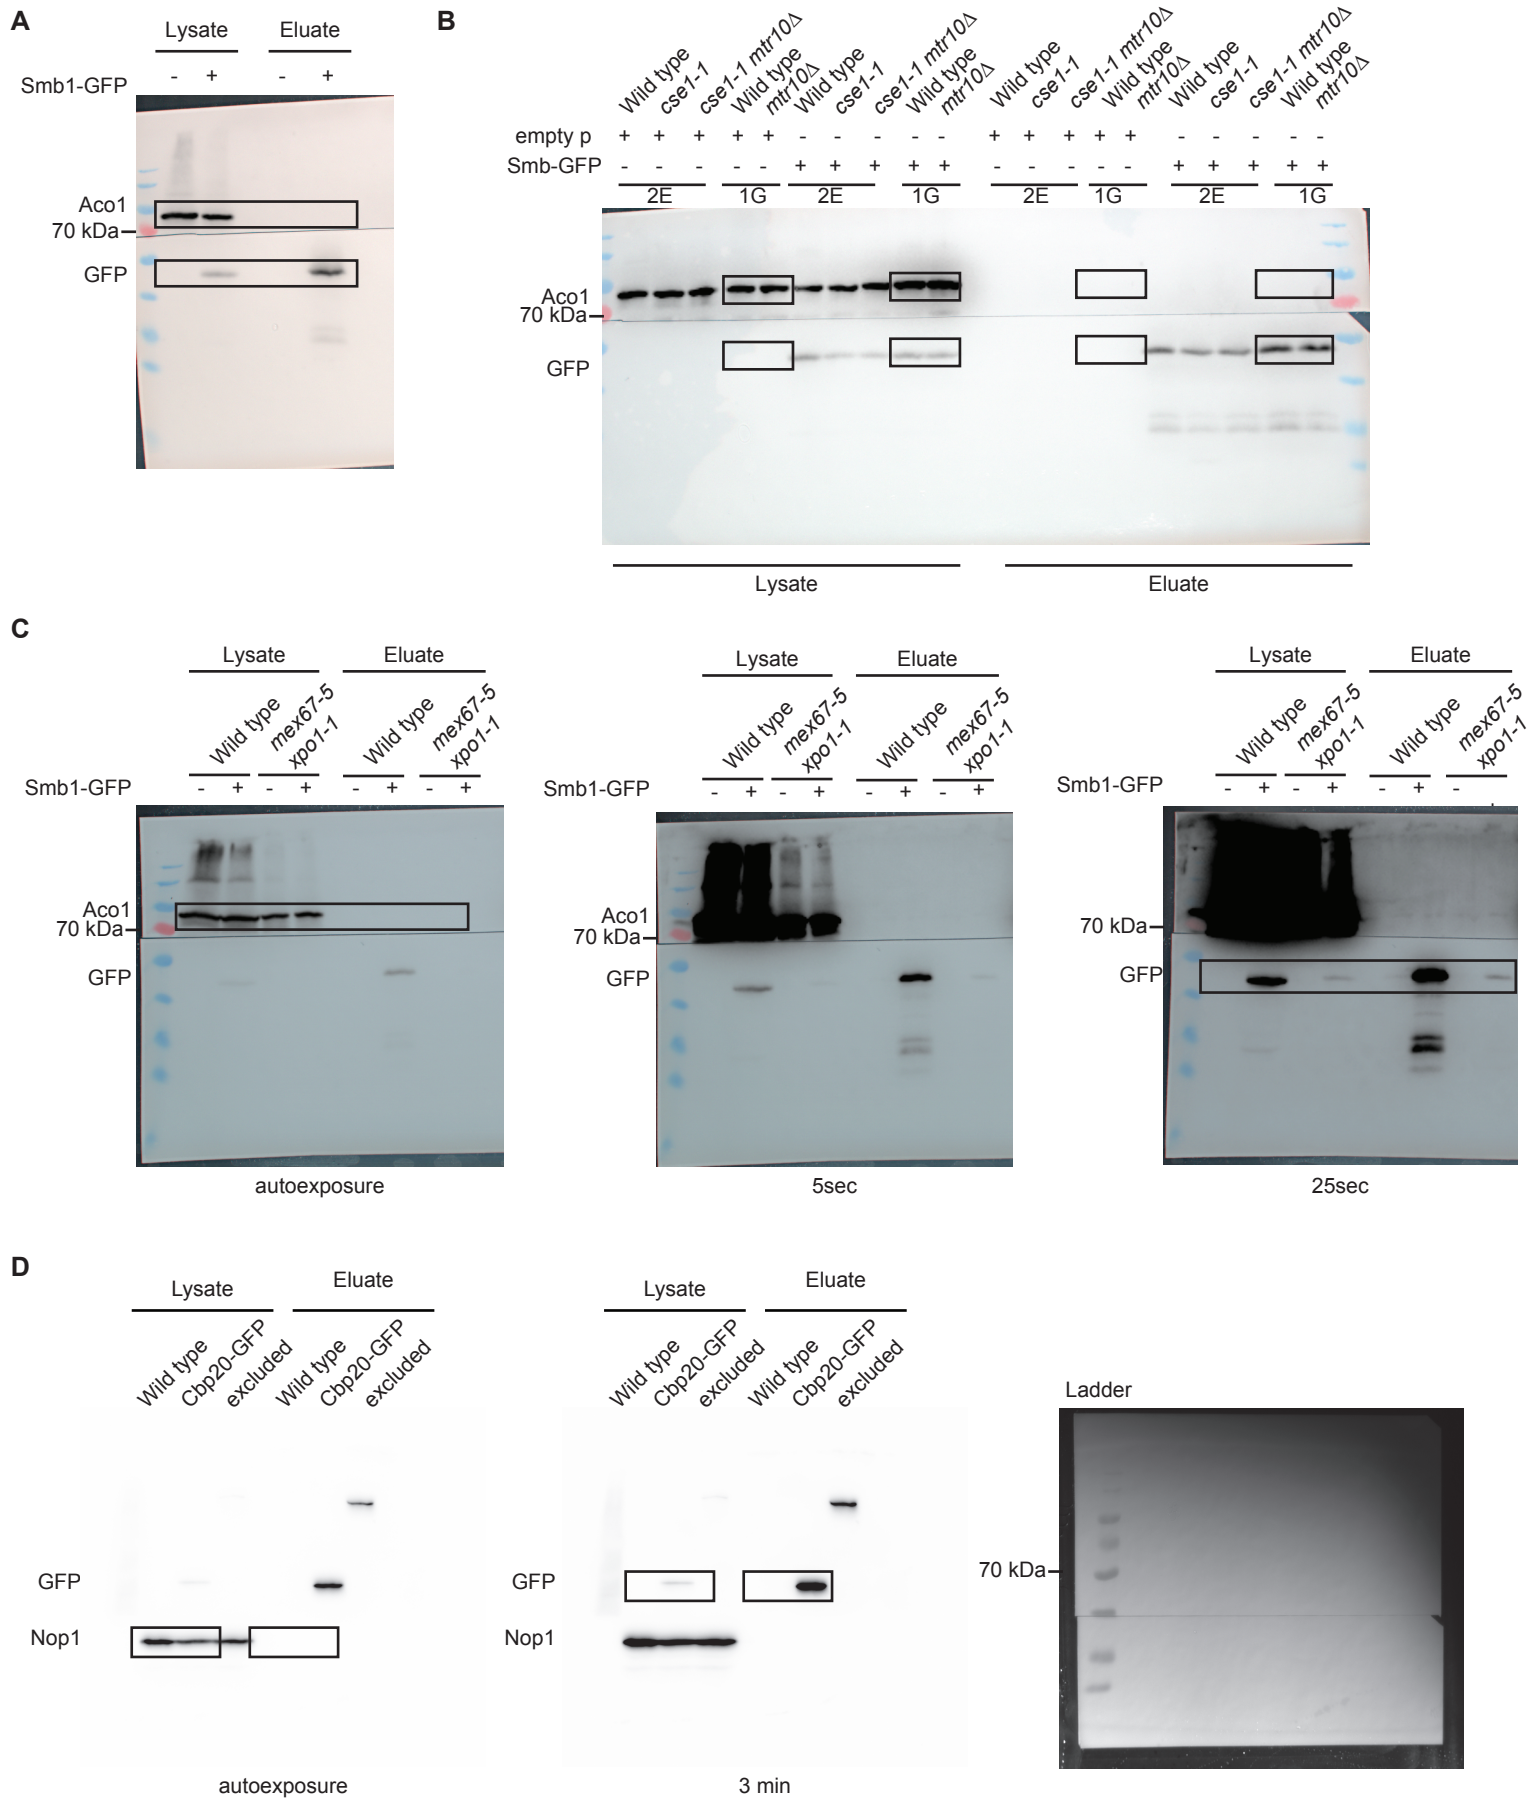 A
Lysate Eluate
Smb1-GFP - + - +
Aco1
70 kDa
GFP
B
Wild type cse1-1 cse1-1 mtr10Δ Wild type mtr10Δ Wild type cse1-1 cse1-1 mtr10Δ Wild type mtr10Δ Wild type cse1-1 cse1-1 mtr10Δ Wild type mtr10Δ Wild type cse1-1 cse1-1 mtr10Δ Wild type mtr10Δ
empty p + + + + + - - - - - + + + + + - - - - -
Smb-GFP - - - - - + + + + + - - - - - + + + + +
2E 1G 2E 1G 2E 1G 2E 1G
Aco1
70 kDa
GFP
Lysate Eluate
C
Lysate Eluate
Wild type mex67-5 xpo1-1 Wild type mex67-5 xpo1-1
Smb1-GFP - + - + - + - +
Aco1
70 kDa
GFP
autoexposure
Lysate Eluate
Wild type mex67-5 xpo1-1 Wild type mex67-5 xpo1-1
Smb1-GFP - + - + - + - +
Aco1
70 kDa
GFP
5sec
Lysate Eluate
Wild type mex67-5 xpo1-1 Wild type mex67-5 xpo1-1
Smb1-GFP - + - + - + -
70 kDa
GFP
25sec
D
Lysate Eluate
Wild type Cbp20-GFP excluded Wild type Cbp20-GFP excluded
GFP
Nop1
autoexposure
Lysate Eluate
Wild type Cbp20-GFP excluded Wild type Cbp20-GFP excluded
GFP
Nop1
3 min
Ladder
70 kDa